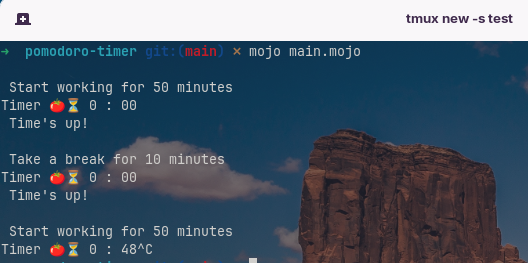 tmux new -s test
→ pomodoro-timer git:(main) × mojo main.mojo
Start working for 50 minutes
Timer 🍅⏳ 0 : 00
Time's up!
Take a break for 10 minutes
Timer 🍅⏳ 0 : 00
Time's up!
Start working for 50 minutes
Timer 🍅⏳ 0 : 48^C